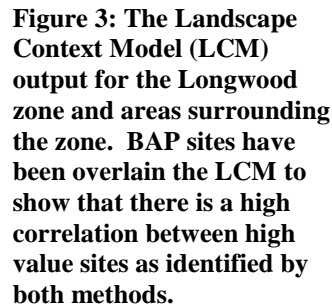 Figure 3: The Landscape
Context Model (LCM)
output for the Longwood
zone and areas surrounding
the zone.  BAP sites have
been overlain the LCM to
show that there is a high
correlation between high
value sites as identified by
both methods.